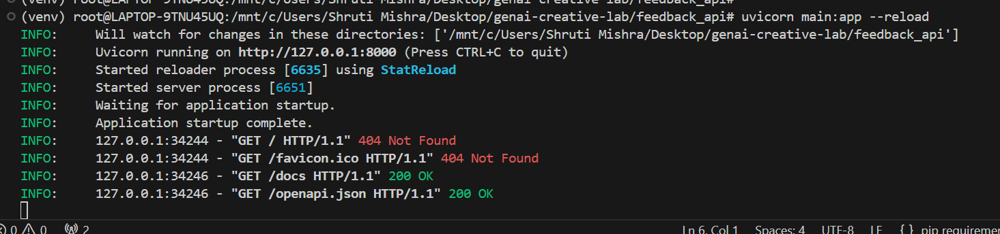 (venv) root@LAPTOP-9TNU45UQ:/mnt/c/Users/Shruti Mishra/Desktop/genai-creative-lab/feedback_api#
(venv) root@LAPTOP-9TNU45UQ:/mnt/c/Users/Shruti Mishra/Desktop/genai-creative-lab/feedback_api# uvicorn main:app --reload
INFO:     Will watch for changes in these directories: ['/mnt/c/Users/Shruti Mishra/Desktop/genai-creative-lab/feedback_api']
INFO:     Uvicorn running on http://127.0.0.1:8000 (Press CTRL+C to quit)
INFO:     Started reloader process [6635] using StatReload
INFO:     Started server process [6651]
INFO:     Waiting for application startup.
INFO:     Application startup complete.
INFO:     127.0.0.1:34244 - "GET / HTTP/1.1" 404 Not Found
INFO:     127.0.0.1:34244 - "GET /favicon.ico HTTP/1.1" 404 Not Found
INFO:     127.0.0.1:34246 - "GET /docs HTTP/1.1" 200 OK
INFO:     127.0.0.1:34246 - "GET /openapi.json HTTP/1.1" 200 OK
0 0 2 Ln 6, Col 1 Spaces: 4 UTF-8 LF { } pip